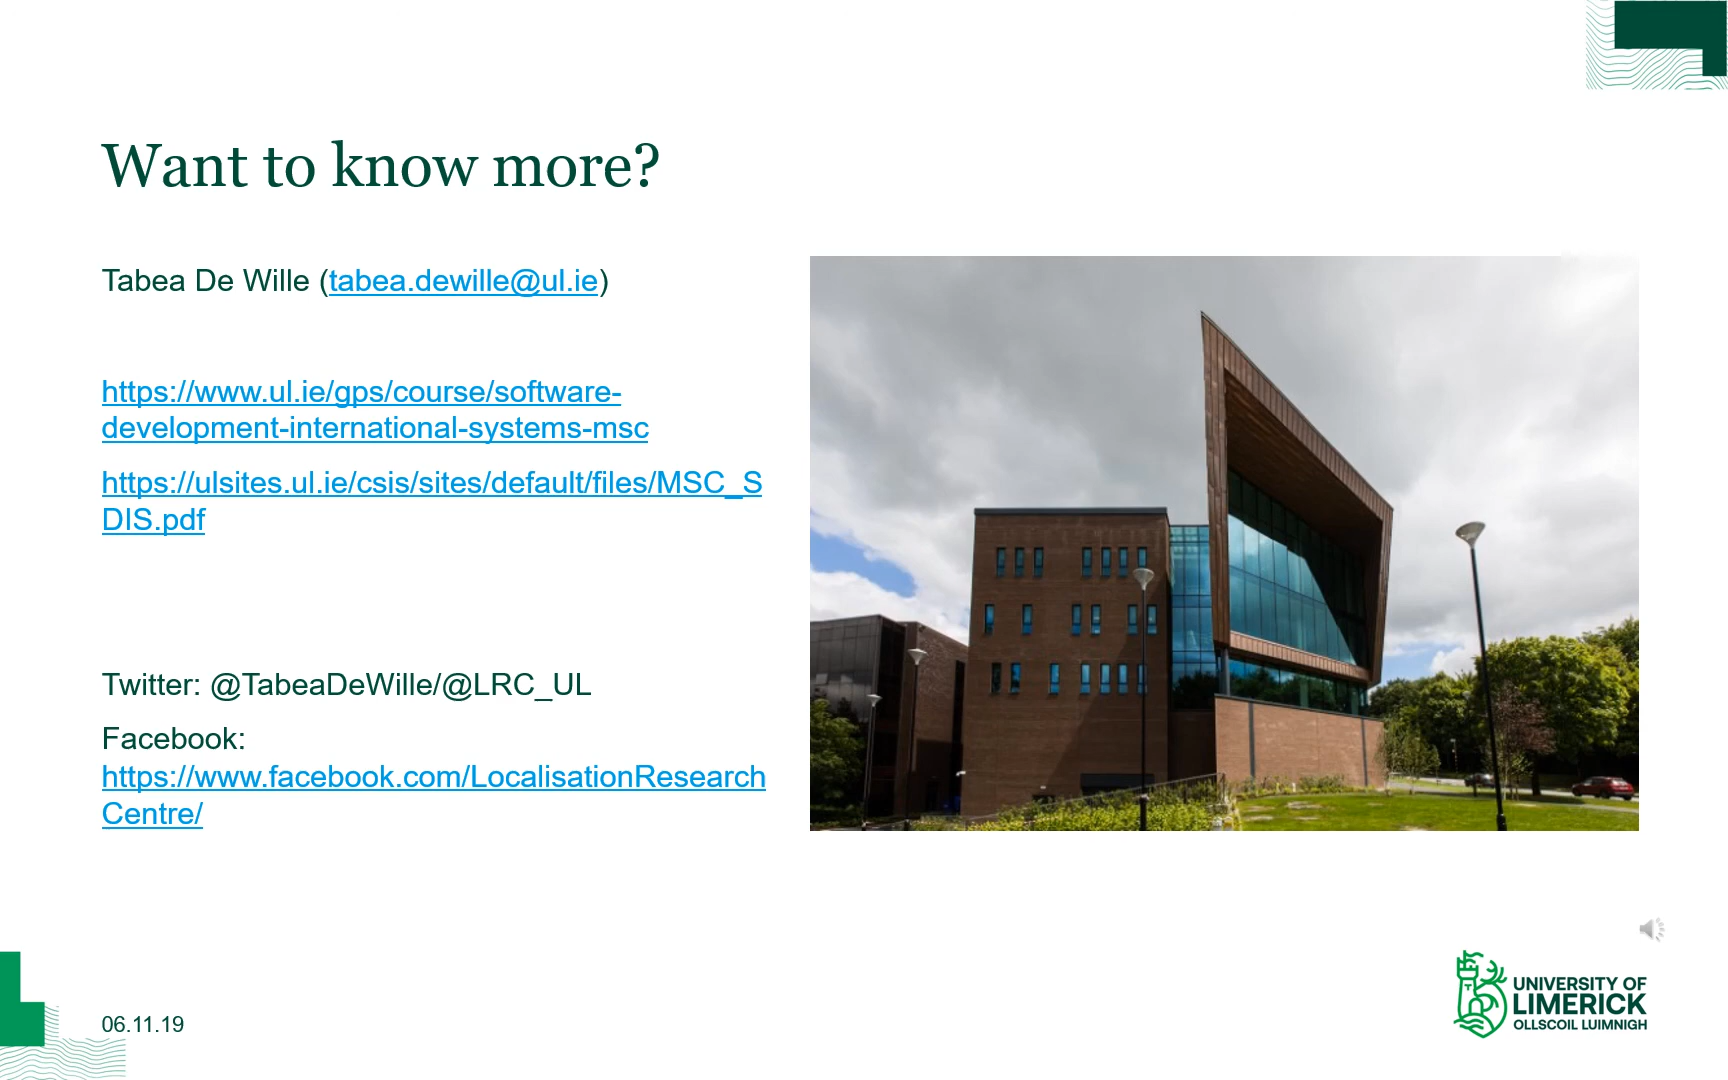 Want to know more?
Tabea De Wille (tabea.dewille@ul.ie)
https://www.ul.ie/gps/course/software-
development-international-systems-msc
https://ulsites.ul.ie/csis/sites/default/files/MSC_S
DIS.pdf
Twitter: @TabeaDeWille/@LRC_UL
Facebook:
https://www.facebook.com/LocalisationResearch
Centre/
06.11.19
UNIVERSITY OF
LIMERICK
OLLSCOIL LUIMNIGH